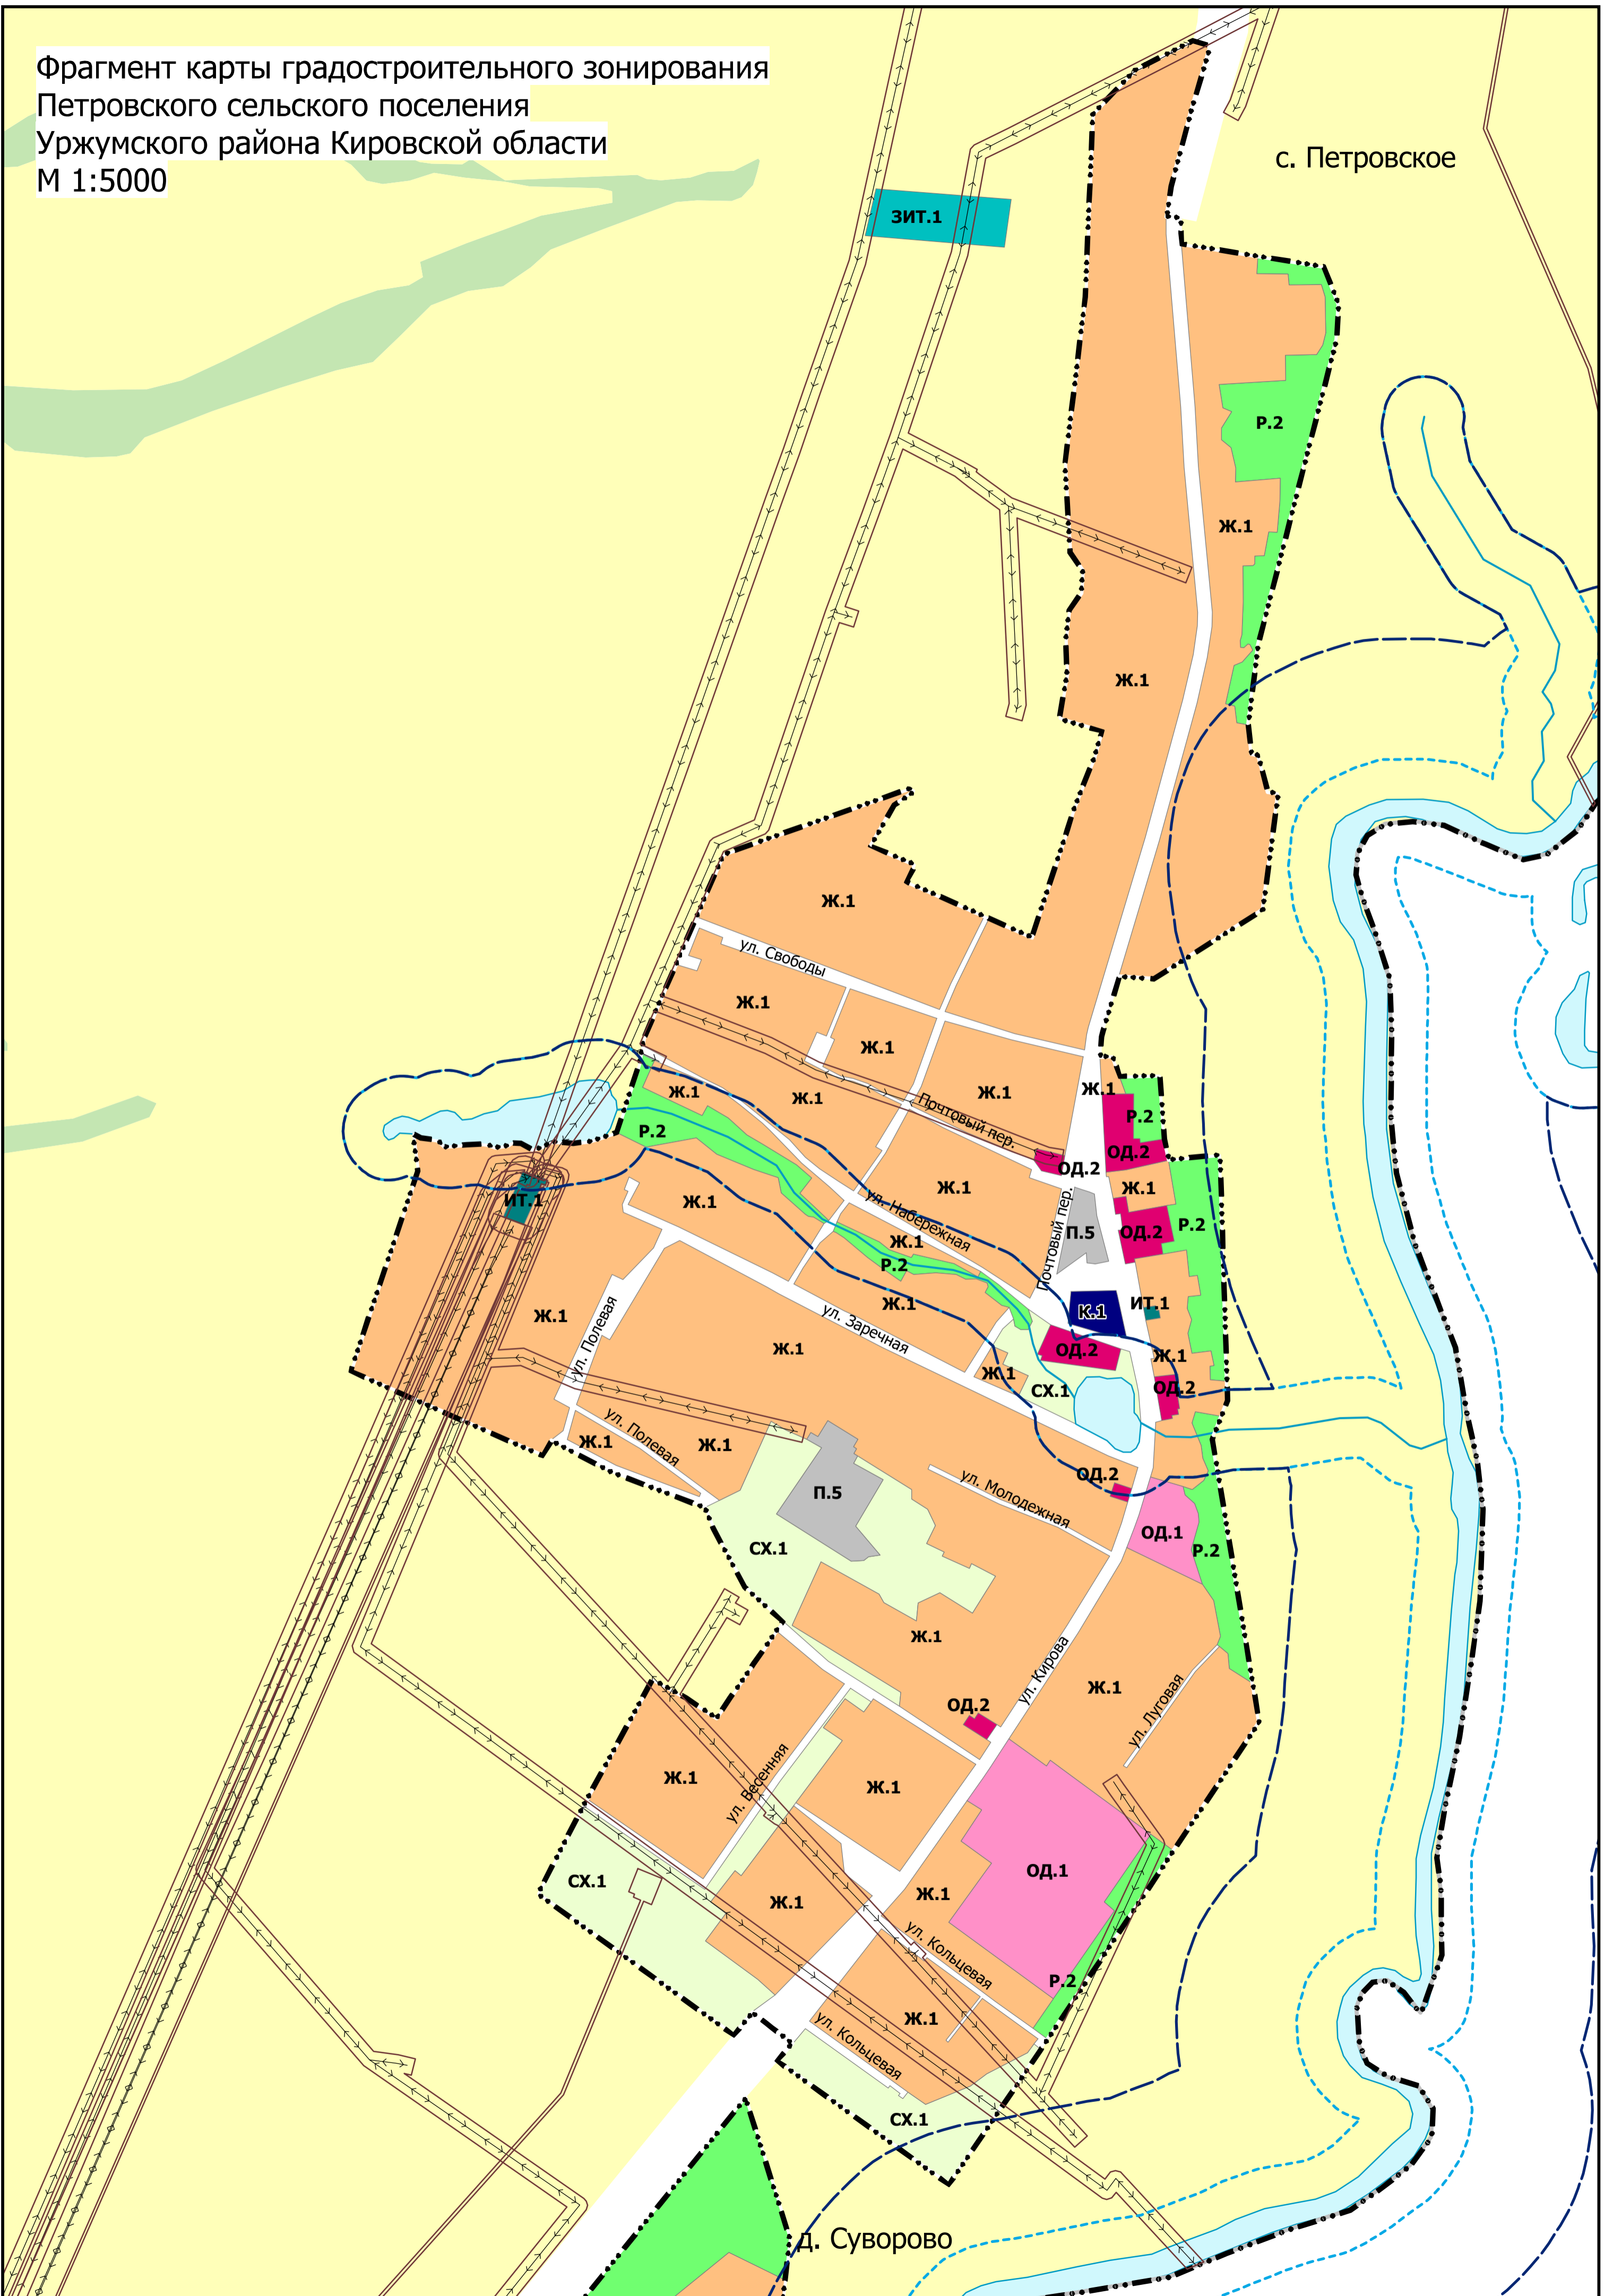 Фрагмент карты градостроительного зонирования
Петровского сельского поселения
Уржумского района Кировской области
М 1:5000
с. Петровское
ЗИТ.1
Р.2
Ж.1
Ж.1
Ж.1
ул. Свободы
Ж.1
Ж.1
Ж.1
Ж.1
Ж.1
Ж.1
Почтовый пер.
Р.2
Р.2
ОД.2
ОД.2
Ж.1
Ж.1
ИТ.1
Ж.1
ул. Набережная
Почтовый пер.
Р.2
ОД.2
П.5
Ж.1
Р.2
Ж.1
ИТ.1
К.1
Ж.1
ул. Полевая
ул. Заречная
Ж.1
ОД.2
Ж.1
Ж.1
СХ.1
ОД.2
ул. Полевая
Ж.1
Ж.1
ОД.2
П.5
ул. Молодежная
ОД.1
СХ.1
Р.2
Ж.1
ул. Кирова
Ж.1
ул. Луговая
ОД.2
Ж.1
ул. Весенняя
Ж.1
ОД.1
СХ.1
Ж.1
Ж.1
ул. Кольцевая
Р.2
Ж.1
ул. Кольцевая
СХ.1
д. Суворово